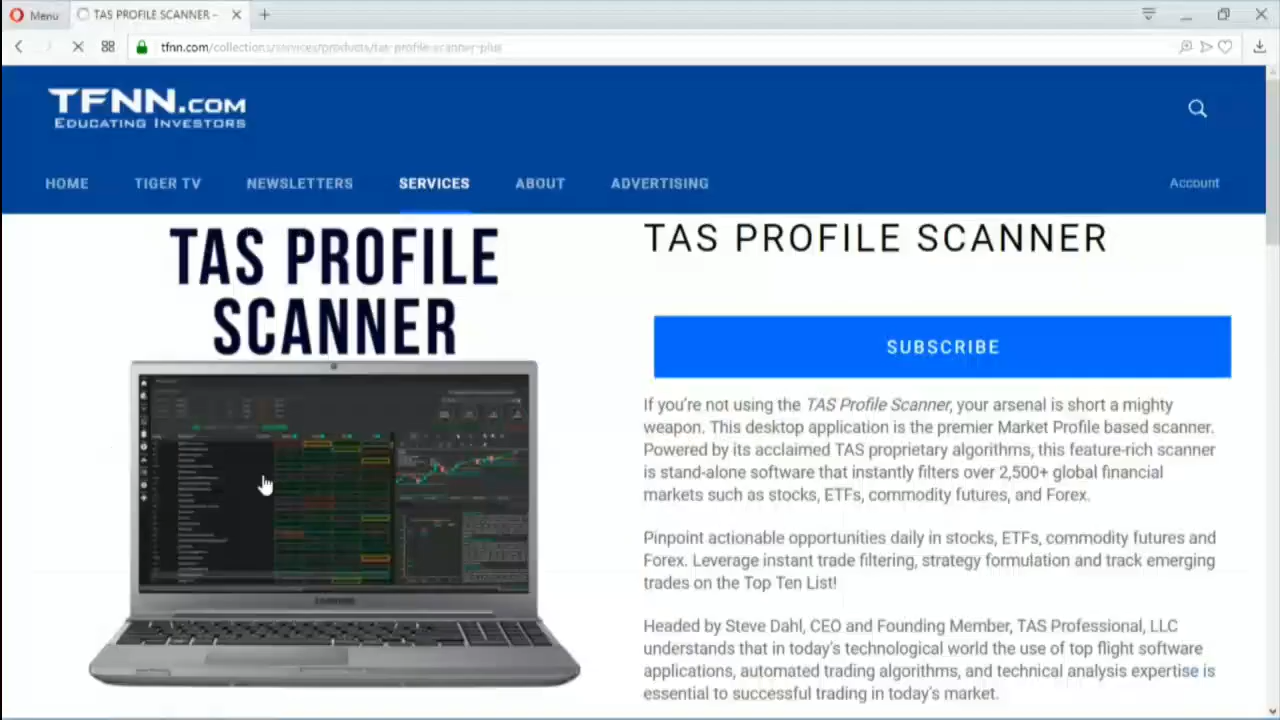 Menu
TAS PROFILE SCANNER –
tfnn.com/collections/services/products/tas-profile-scanner-plus
TFNN.COM
EDUCATING INVESTORS
HOME
TIGER TV
NEWSLETTERS
SERVICES
ABOUT
ADVERTISING
Account
TAS PROFILE
SCANNER
TAS PROFILE SCANNER
SUBSCRIBE
If you're not using the TAS Profile Scanner, your arsenal is short a mighty
weapon. This desktop application is the premier Market Profile based scanner.
Powered by its acclaimed TAS proprietary algorithms, this feature-rich scanner
is stand-alone software that instantly filters over 2,500+ global financial
markets such as stocks, ETFs, commodity futures, and Forex.
Pinpoint actionable opportunities daily in stocks, ETFs, commodity futures and
Forex. Leverage instant trade filtering, strategy formulation and track emerging
trades on the Top Ten List!
Headed by Steve Dahl, CEO and Founding Member, TAS Professional, LLC
understands that in today's technological world the use of top flight software
applications, automated trading algorithms, and technical analysis expertise is
essential to successful trading in today's market.